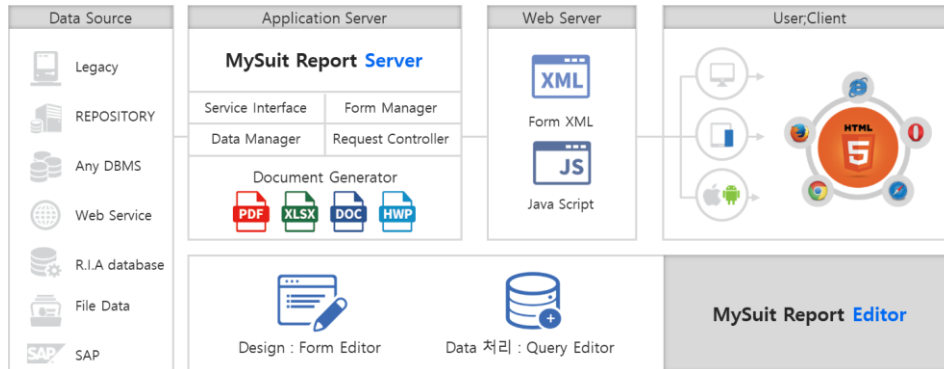 Data Source
Legacy
REPOSITORY
Any DBMS
Web Service
R.I.A database
File Data
SAP
SAP
Application Server
MySuit Report Server
Service Interface
Form Manager
Data Manager
Request Controller
Document Generator
PDF
XLSX
DOC
HWP
Web Server
XML
Form XML
JS
Java Script
User;Client
HTML
5
Design : Form Editor
Data 처리 : Query Editor
MySuit Report Editor